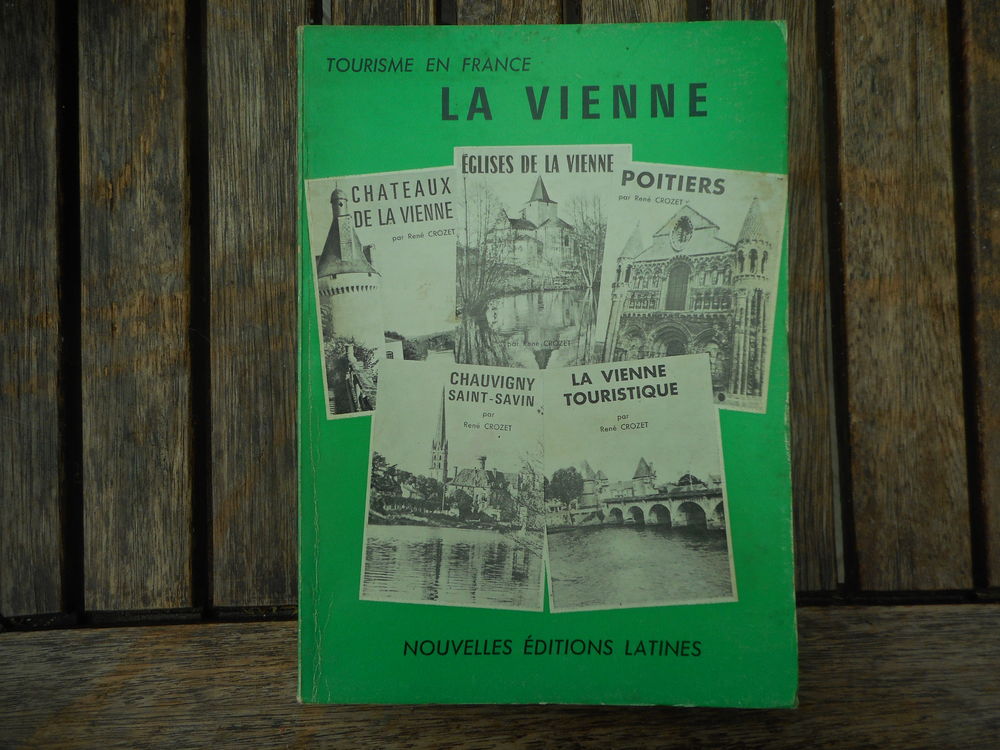 TOURISME EN FRANCE
LA VIENNE
CHATEAUX
DE LA VIENNE
par René CROZET
ÉGLISES DE LA VIENNE
par René CROZET
POITIERS
par René CROZET
CHAUVIGNY
SAINT-SAVIN
par
René CROZET
LA VIENNE
TOURISTIQUE
par
René CROZET
NOUVELLES ÉDITIONS LATINES